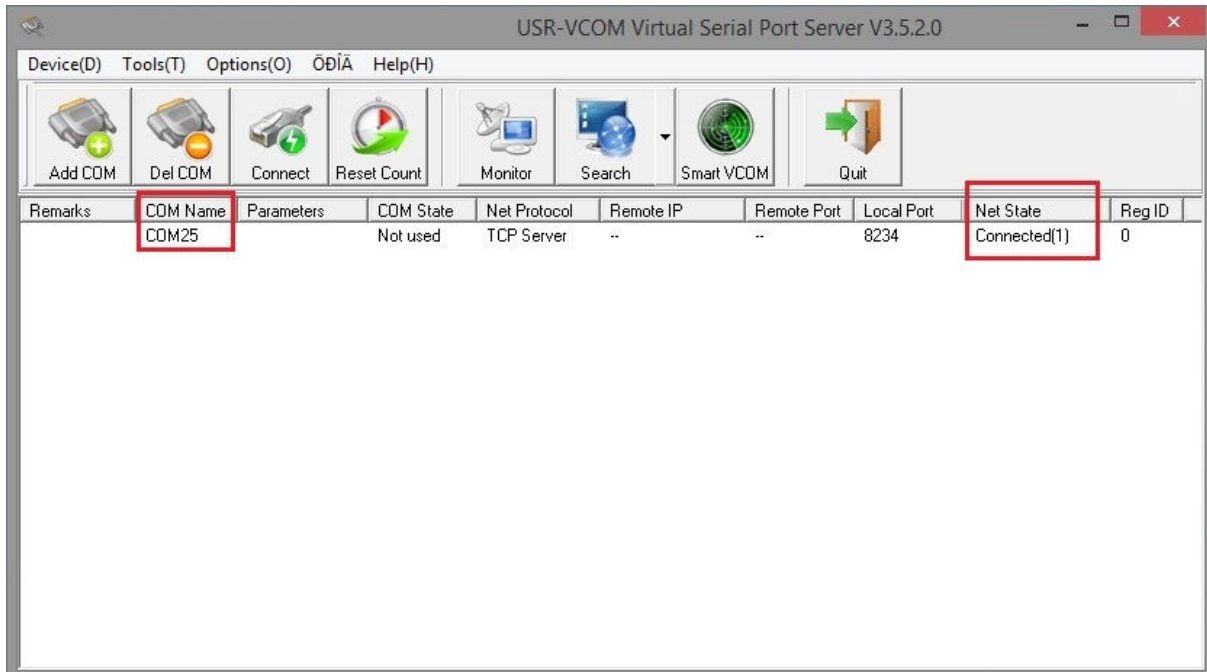 USR-VCOM Virtual Serial Port Server V3.5.2.0
Device(D) Tools(T) Options(O) ÖÐÎÄ Help(H)
Add COM Del COM Connect Reset Count Monitor Search Smart VCOM Quit
Remarks COM Name Parameters COM State Net Protocol Remote IP Remote Port Local Port Net State Reg ID
COM25 Not used TCP Server -- -- 8234 Connected(1) 0